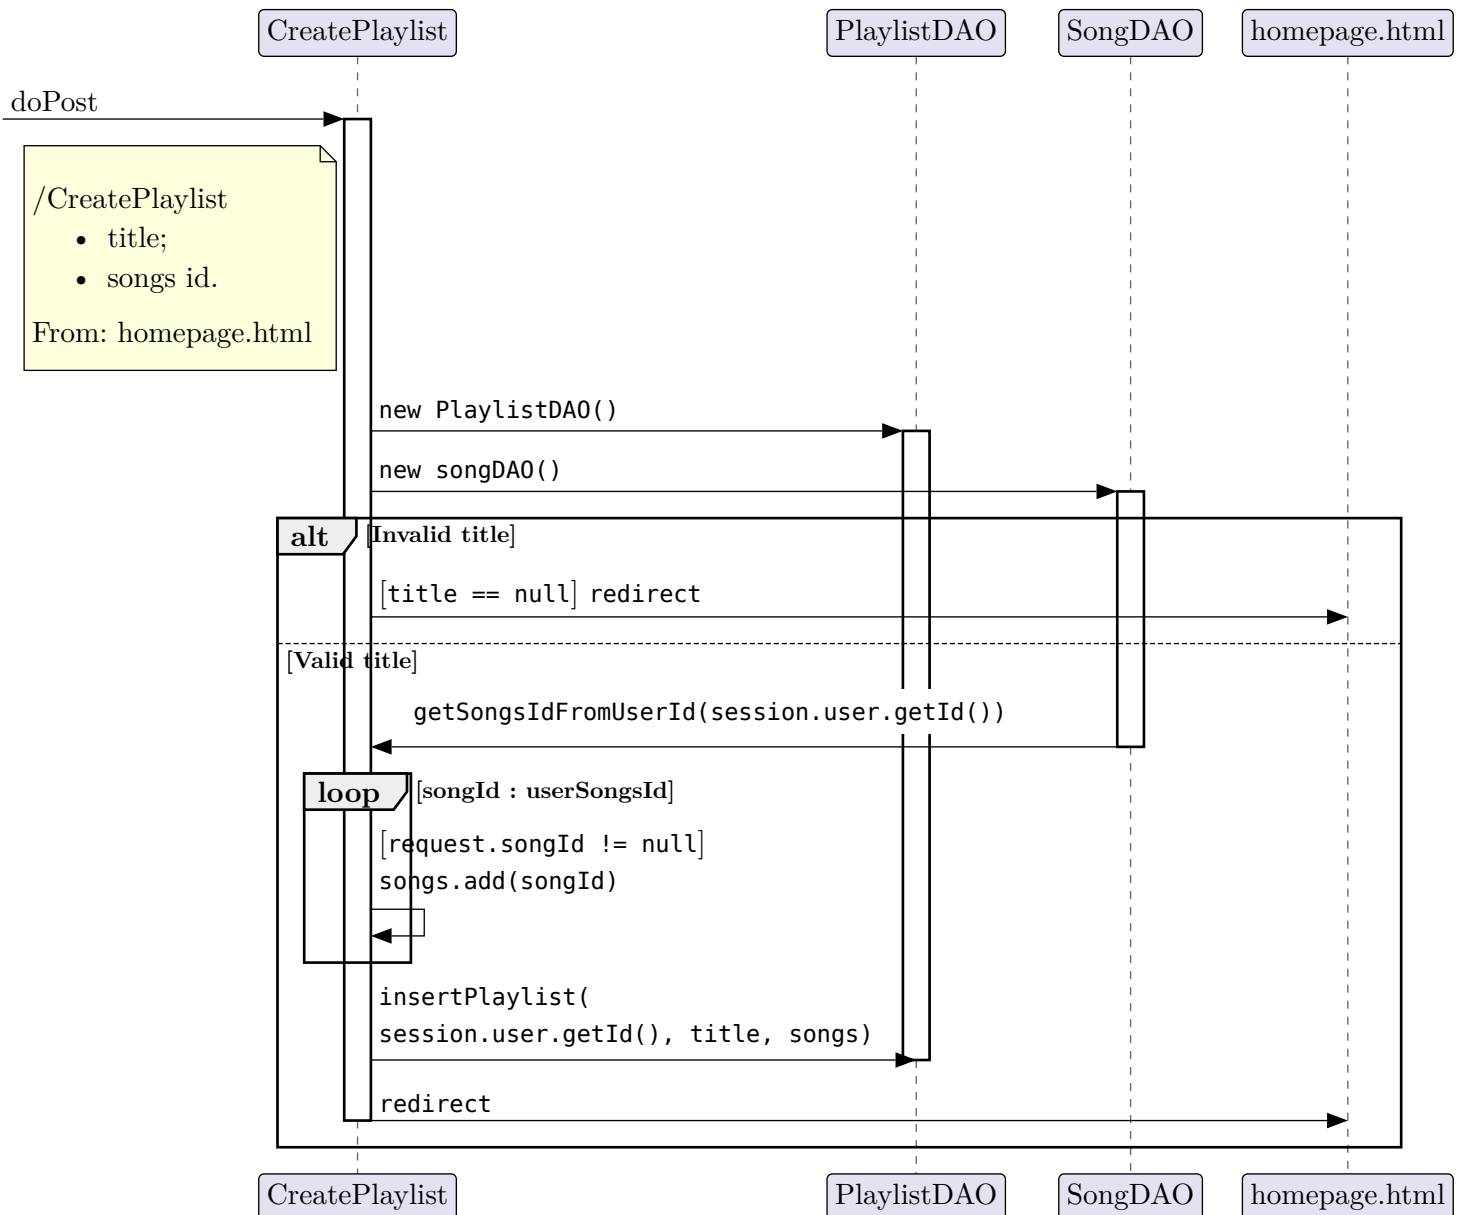 CreatePlaylist
PlaylistDAO
SongDAO
homepage.html
doPost
/CreatePlaylist
• title;
• songs id.
From: homepage.html
new PlaylistDAO()
new songDAO()
alt
[Invalid title]
[title == null] redirect
[Valid title]
getSongsIdFromUserId(session.user.getId())
loop
[songId : userSongsId]
[request.songId != null]
songs.add(songId)
insertPlaylist(
session.user.getId(), title, songs)
redirect
CreatePlaylist
PlaylistDAO
SongDAO
homepage.html